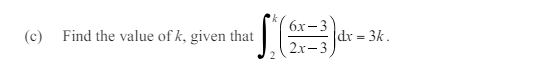 (c) Find the value of k, given that ∫₂ᵏ ((6x−3)/(2x−3)) dx = 3k.